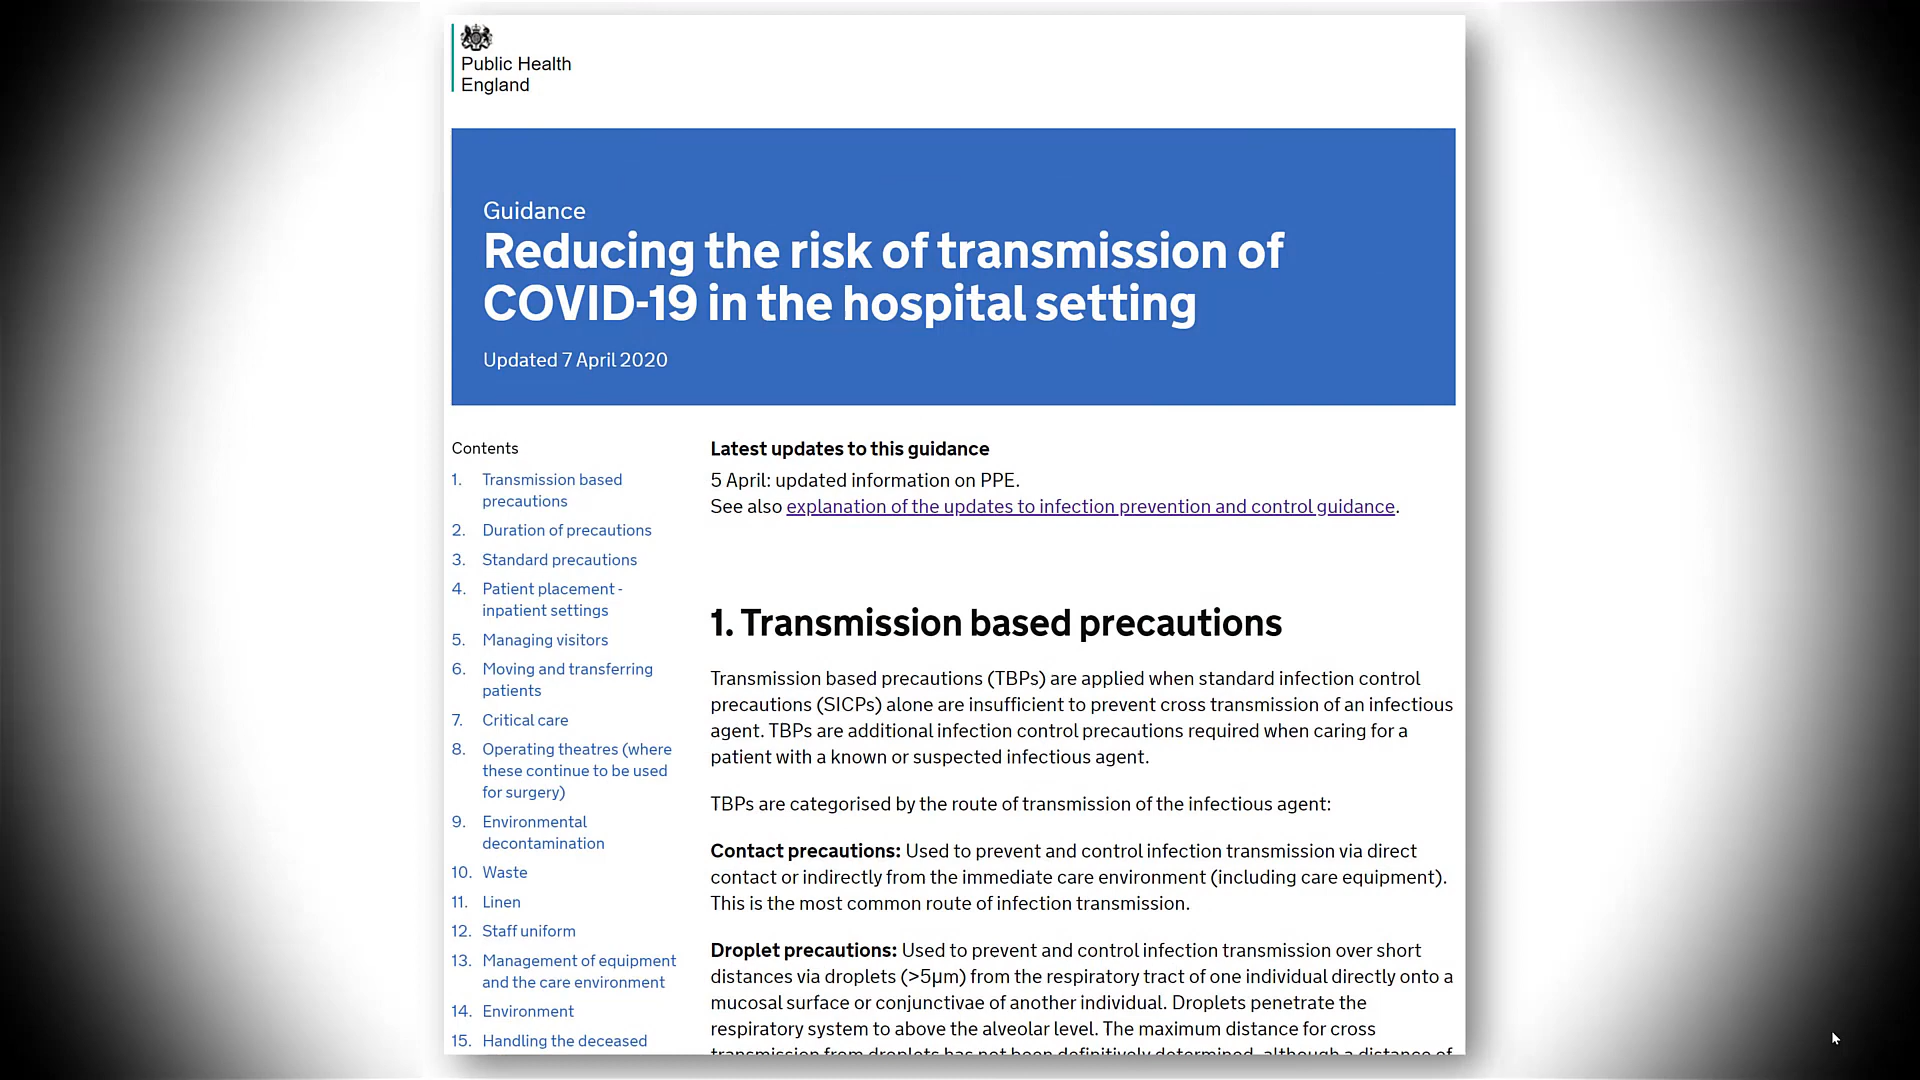 Public Health
England
Guidance
Reducing the risk of transmission of
COVID-19 in the hospital setting
Updated 7 April 2020
Contents
1. Transmission based
precautions
2. Duration of precautions
3. Standard precautions
4. Patient placement -
inpatient settings
5. Managing visitors
6. Moving and transferring
patients
7. Critical care
8. Operating theatres (where
these continue to be used
for surgery)
9. Environmental
decontamination
10. Waste
11. Linen
12. Staff uniform
13. Management of equipment
and the care environment
14. Environment
15. Handling the deceased
Latest updates to this guidance
5 April: updated information on PPE.
See also explanation of the updates to infection prevention and control guidance.
1. Transmission based precautions
Transmission based precautions (TBPs) are applied when standard infection control
precautions (SICPs) alone are insufficient to prevent cross transmission of an infectious
agent. TBPs are additional infection control precautions required when caring for a
patient with a known or suspected infectious agent.
TBPs are categorised by the route of transmission of the infectious agent:
Contact precautions: Used to prevent and control infection transmission via direct
contact or indirectly from the immediate care environment (including care equipment).
This is the most common route of infection transmission.
Droplet precautions: Used to prevent and control infection transmission over short
distances via droplets (>5μm) from the respiratory tract of one individual directly onto a
mucosal surface or conjunctivae of another individual. Droplets penetrate the
respiratory system to above the alveolar level. The maximum distance for cross
transmission from droplets has not been definitively determined, although a distance of